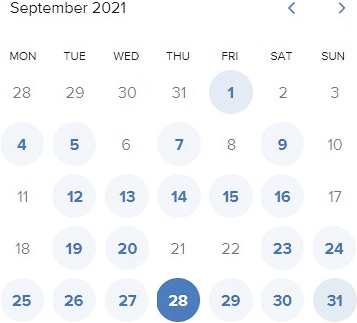 September 2021
MON TUE WED THU FRI SAT SUN
28 29 30 31 1 2 3
4 5 6 7 8 9 10
11 12 13 14 15 16 17
18 19 20 21 22 23 24
25 26 27 28 29 30 31